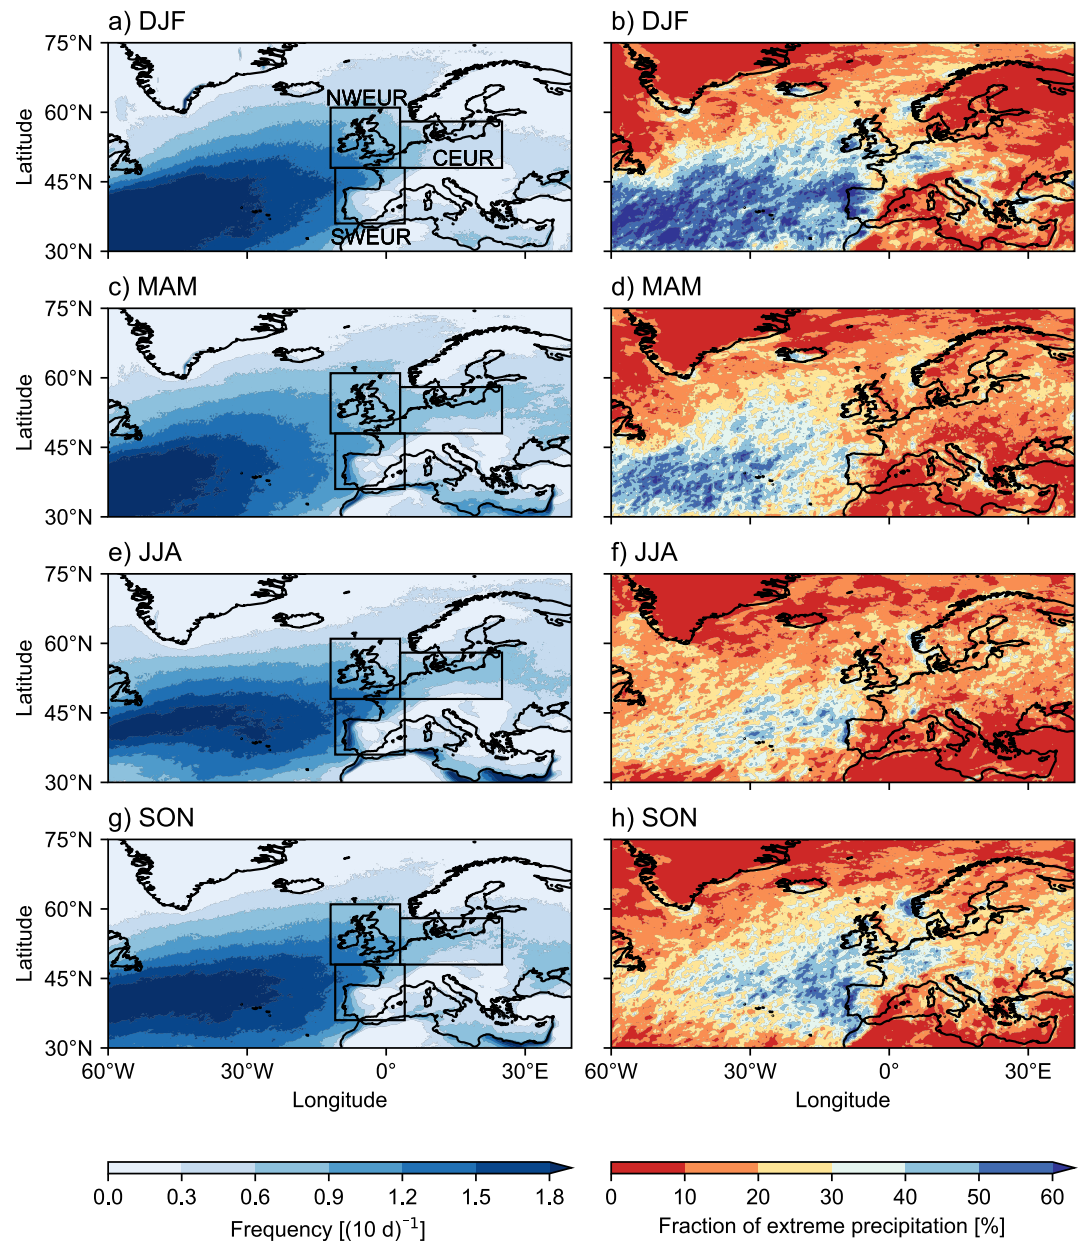 a) DJF
b) DJF
75°N
60°N
45°N
30°N
Latitude
NWEUR
CEUR
SWEUR
c) MAM
d) MAM
75°N
60°N
45°N
30°N
Latitude
e) JJA
f) JJA
75°N
60°N
45°N
30°N
Latitude
g) SON
h) SON
75°N
60°N
45°N
30°N
Latitude
60°W 30°W 0° 30°E
60°W 30°W 0° 30°E
Longitude
Longitude
0.0 0.3 0.6 0.9 1.2 1.5 1.8
Frequency [(10 d)⁻¹]
0 10 20 30 40 50 60
Fraction of extreme precipitation [%]